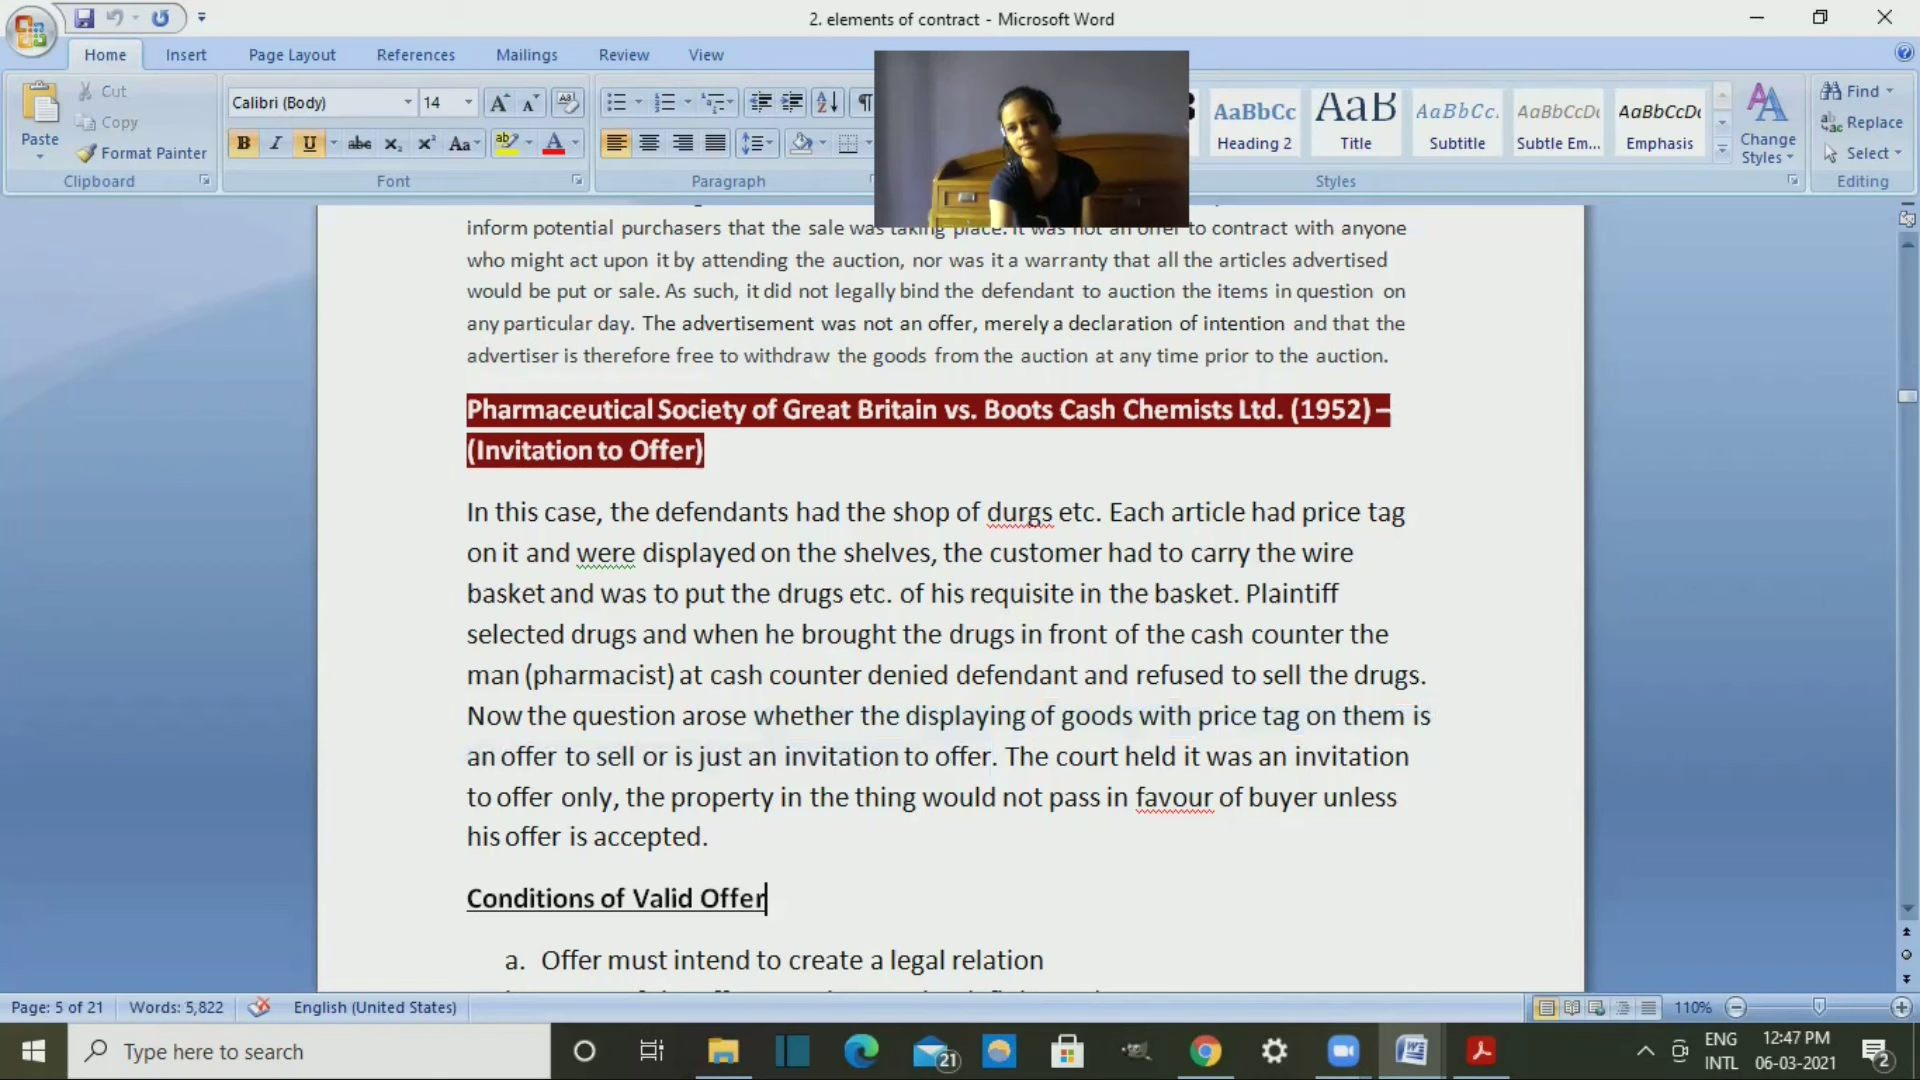 2. elements of contract - Microsoft Word
Home Insert Page Layout References Mailings Review View
Paste
Cut
Copy
Format Painter
Clipboard
Calibri (Body) 14
Font
Paragraph
AaBbCc AaB AaBbCc. AaBbCcDc AaBbCcDc
Heading 2 Title Subtitle Subtle Em... Emphasis
Change
Styles
Styles
Find
Replace
Select
Editing
inform potential purchasers that the sale was taking place. It was not an offer to contract with anyone
who might act upon it by attending the auction, nor was it a warranty that all the articles advertised
would be put or sale. As such, it did not legally bind the defendant to auction the items in question on
any particular day. The advertisement was not an offer, merely a declaration of intention and that the
advertiser is therefore free to withdraw the goods from the auction at any time prior to the auction.
Pharmaceutical Society of Great Britain vs. Boots Cash Chemists Ltd. (1952) –
(Invitation to Offer)
In this case, the defendants had the shop of durgs etc. Each article had price tag
on it and were displayed on the shelves, the customer had to carry the wire
basket and was to put the drugs etc. of his requisite in the basket. Plaintiff
selected drugs and when he brought the drugs in front of the cash counter the
man (pharmacist) at cash counter denied defendant and refused to sell the drugs.
Now the question arose whether the displaying of goods with price tag on them is
an offer to sell or is just an invitation to offer. The court held it was an invitation
to offer only, the property in the thing would not pass in favour of buyer unless
his offer is accepted.
Conditions of Valid Offer
a. Offer must intend to create a legal relation
Page: 5 of 21 Words: 5,822 English (United States) 110%
Type here to search
21
ENG
INTL
12:47 PM
06-03-2021
2